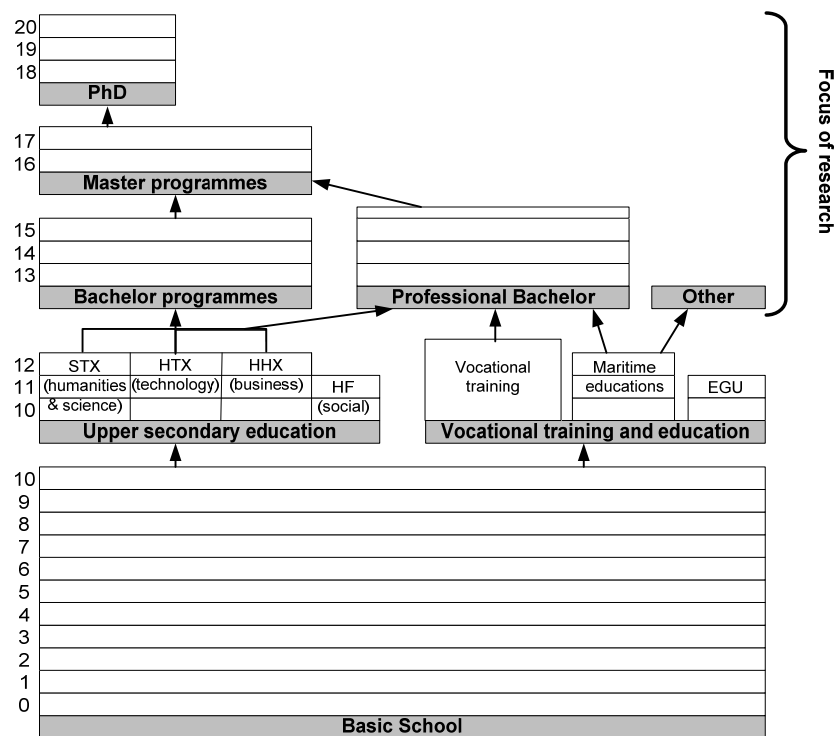 20
19
18
PhD
17
16
Master programmes
15
14
13
Bachelor programmes
Professional Bachelor
Other
Focus of research
12
11
10
STX
(humanities
& science)
HTX
(technology)
HHX
(business)
HF
(social)
Upper secondary education
Vocational
training
Maritime
educations
EGU
Vocational training and education
10
9
8
7
6
5
4
3
2
1
0
Basic School